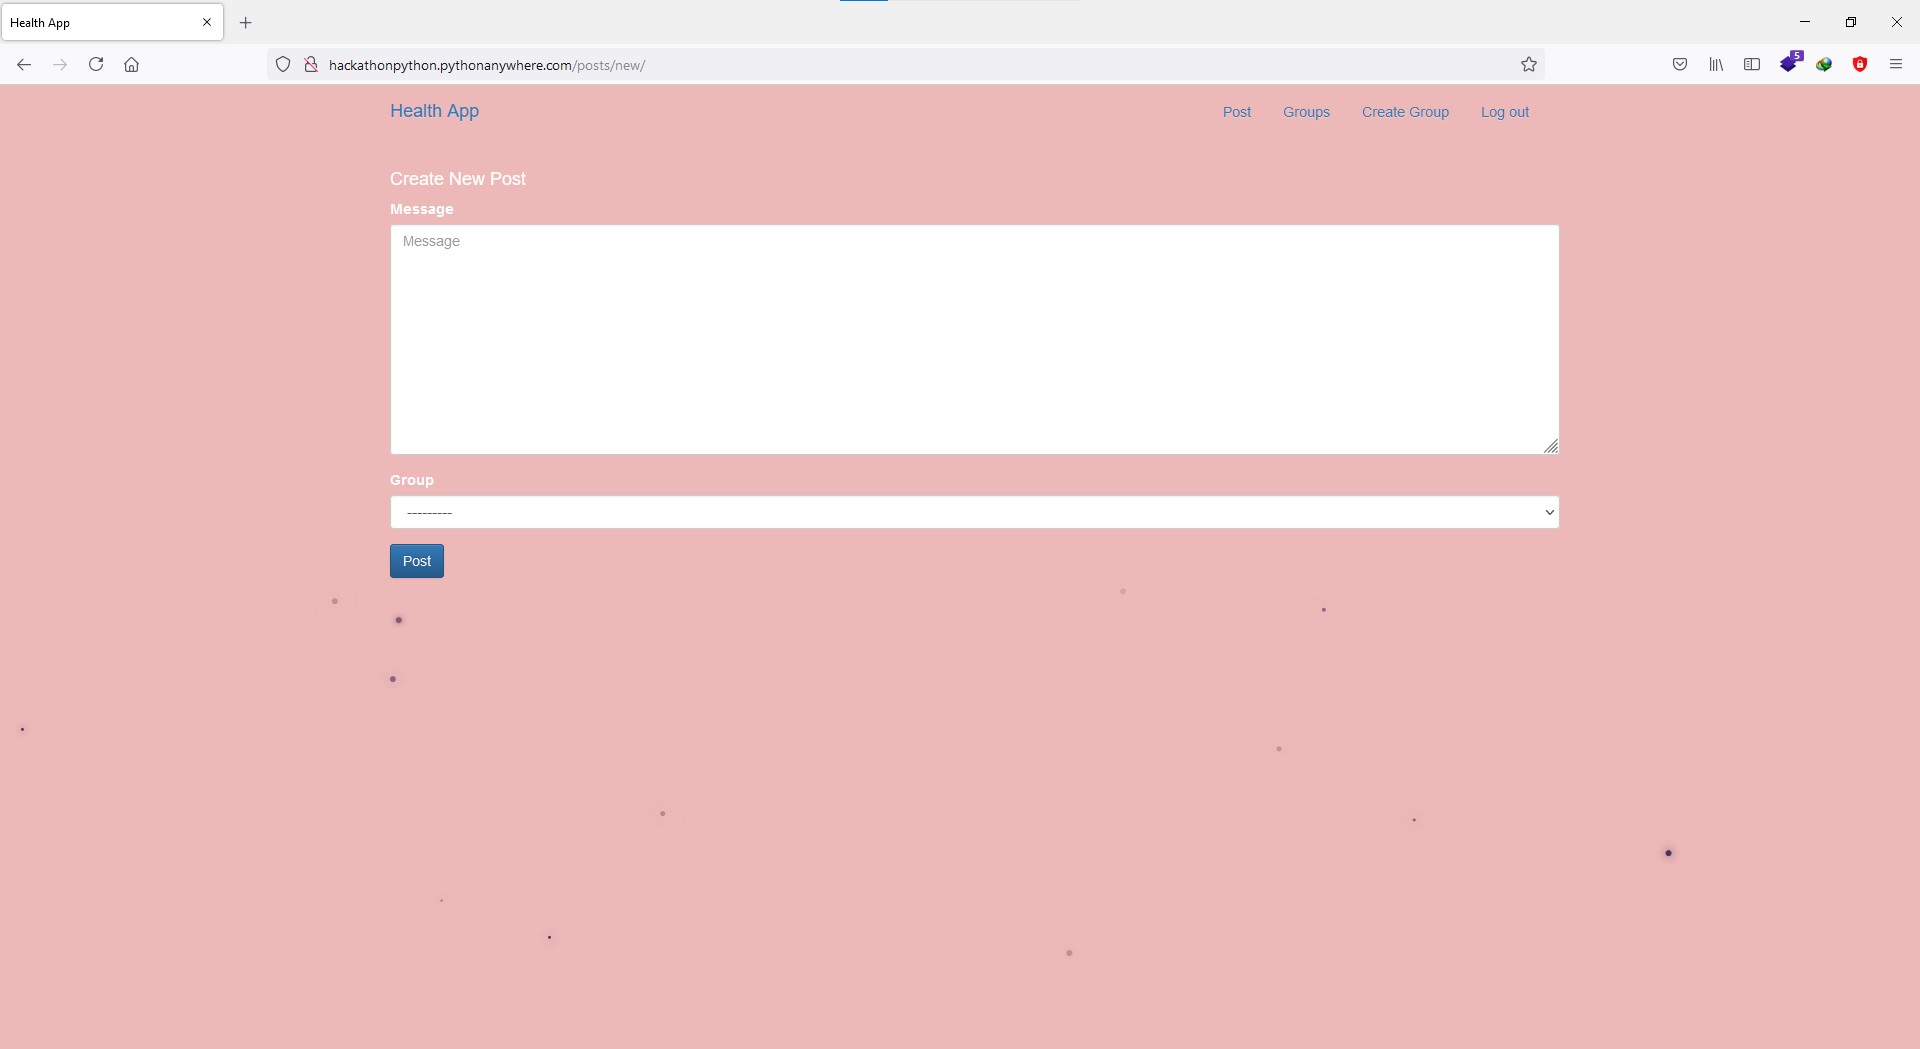 Health App
5
hackathonpython.pythonanywhere.com/posts/new/
Health App
Post Groups Create Group Log out
Create New Post
Message
Message
Group
---------
Post